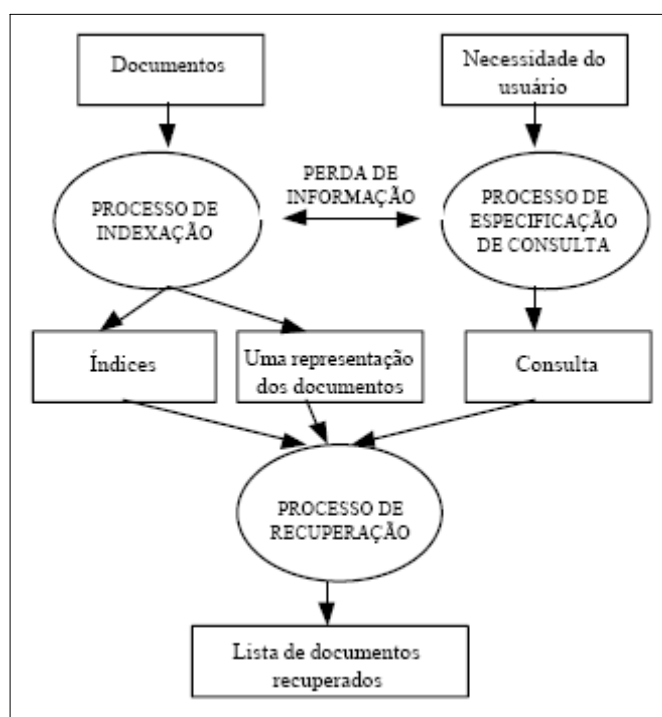 Documentos
Necessidade do
usuário
PERDA DE
INFORMAÇÃO
PROCESSO DE
INDEXAÇÃO
PROCESSO DE
ESPECIFICAÇÃO
DE CONSULTA
Índices
Uma representação
dos documentos
Consulta
PROCESSO DE
RECUPERAÇÃO
Lista de documentos
recuperados